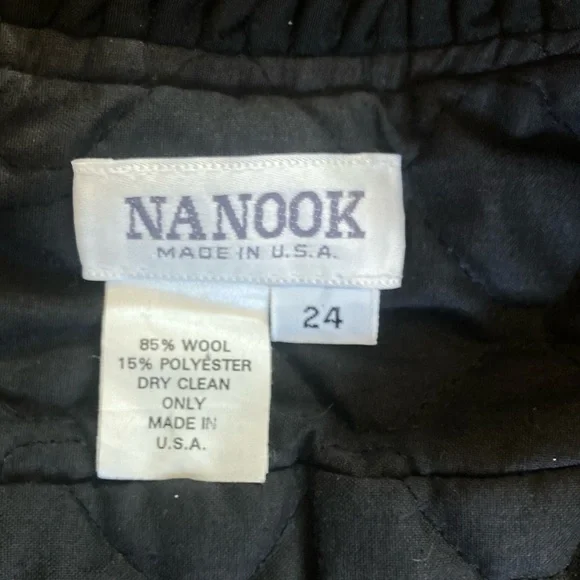 NANOOK
MADE IN U.S.A.
24
85% WOOL
15% POLYESTER
DRY CLEAN
ONLY
MADE IN
U.S.A.